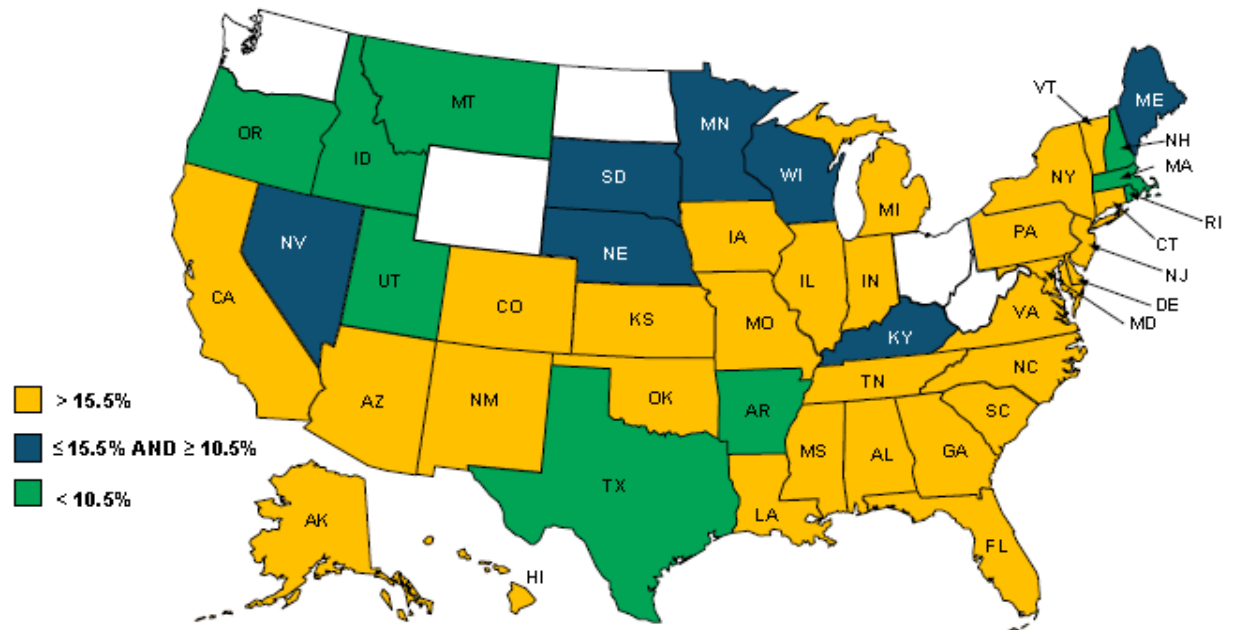 VT
ME
MT
MN
NH
OR
ID
MA
SD
WI
NY
MI
RI
IA
PA
CT
NV
NE
NJ
UT
IL
IN
CA
CO
DE
KS
MO
VA
MD
KY
NC
TN
> 15.5%
AZ
NM
OK
AR
SC
≤ 15.5% AND ≥ 10.5%
MS
AL
GA
TX
< 10.5%
LA
AK
FL
HI